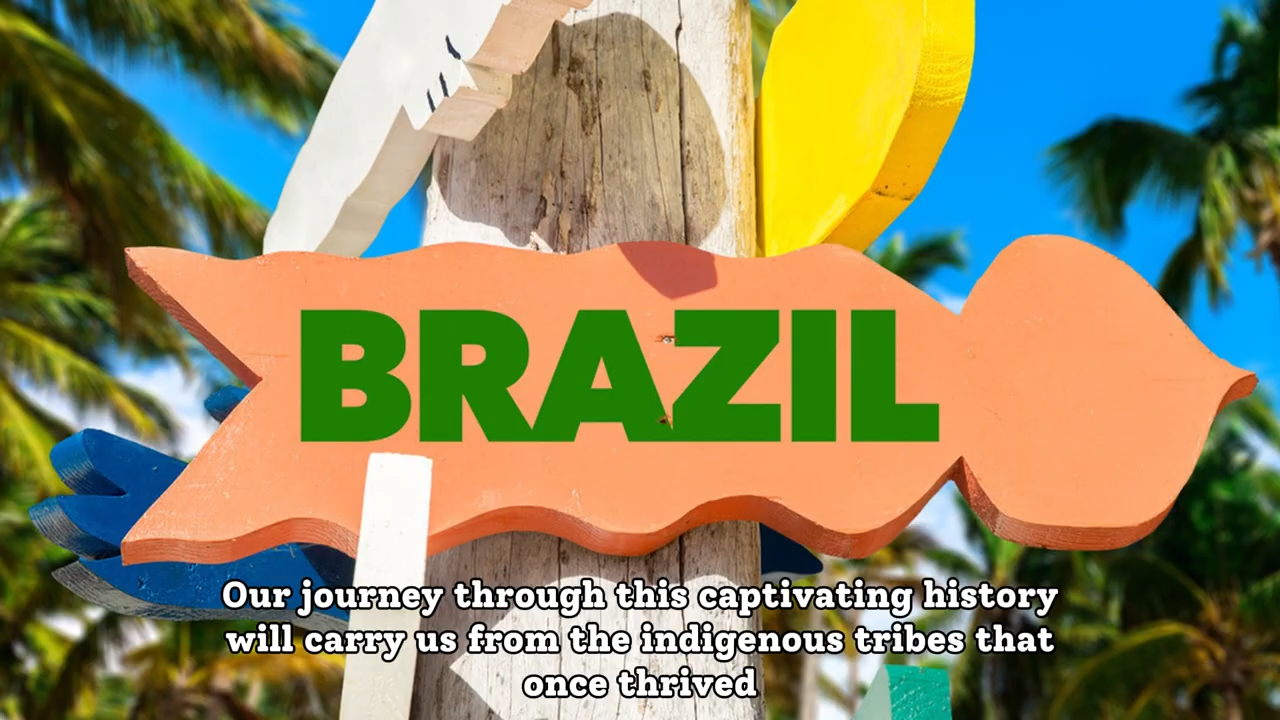 BRAZIL
Our journey through this captivating history
will carry us from the indigenous tribes that
once thrived